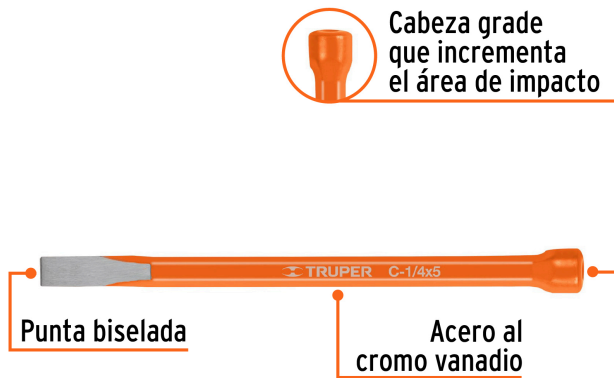 Cabeza grade
que incrementa
el área de impacto
TRUPER C-1/4x5
Punta biselada
Acero al
cromo vanadio